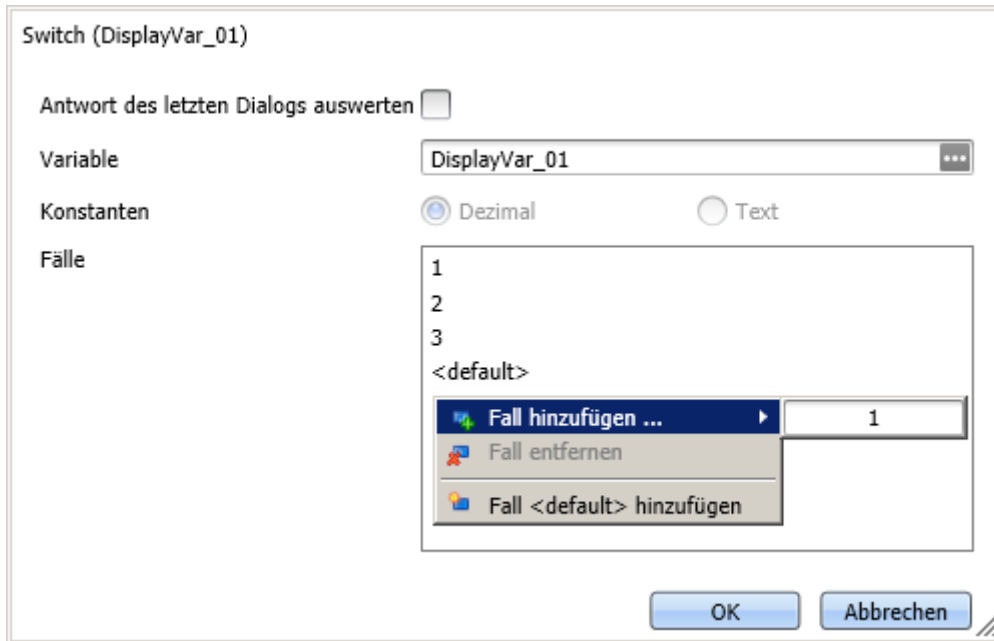 Switch (DisplayVar_01)
Antwort des letzten Dialogs auswerten
Variable DisplayVar_01
Konstanten Dezimal Text
Fälle
1
2
3
<default>
Fall hinzufügen ... 1
Fall entfernen
Fall <default> hinzufügen
OK Abbrechen